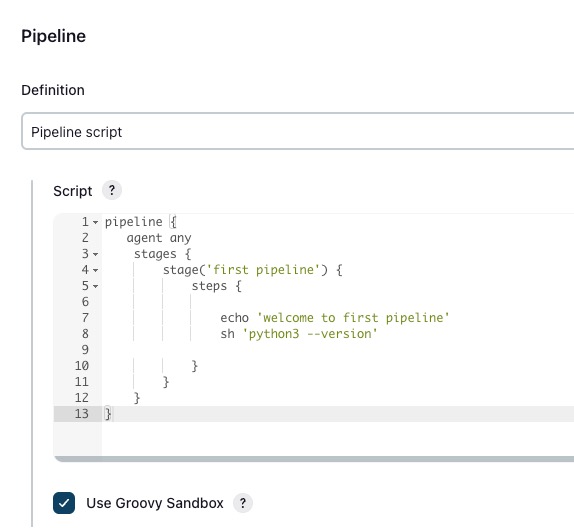 Pipeline
Definition
Pipeline script
Script ?
1 pipeline {
2 agent any
3 stages {
4 stage('first pipeline') {
5 steps {
6
7 echo 'welcome to first pipeline'
8 sh 'python3 --version'
9
10 }
11 }
12 }
13 }
Use Groovy Sandbox ?